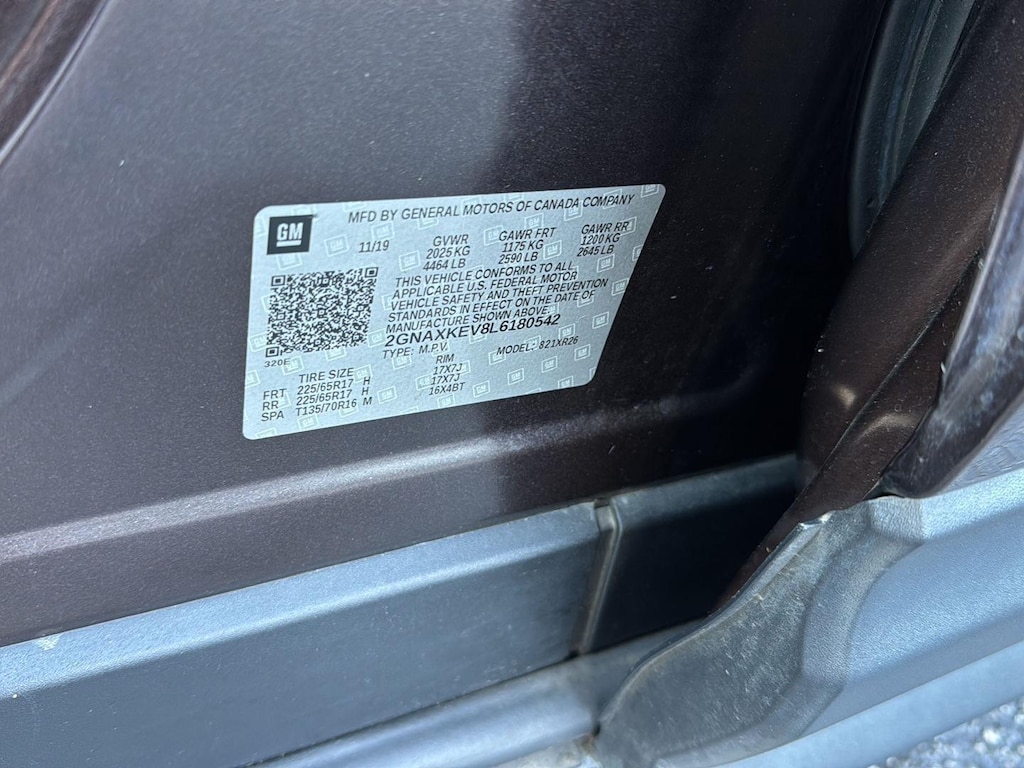 GM
MFD BY GENERAL MOTORS OF CANADA COMPANY
11/19 GVWR GAWR FRT GAWR RR
2025 KG 1175 KG 1200 KG
4464 LB 2590 LB 2645 LB
THIS VEHICLE CONFORMS TO ALL
APPLICABLE U.S. FEDERAL MOTOR
VEHICLE SAFETY AND THEFT PREVENTION
STANDARDS IN EFFECT ON THE DATE OF
MANUFACTURE SHOWN ABOVE.
2GNAXKEV8L6180542
TYPE: M.P.V. MODEL: 821XR26
320E
TIRE SIZE RIM
FRT 225/65R17 H 17X7J
RR 225/65R17 H 17X7J
SPA T135/70R16 M 16X4BT